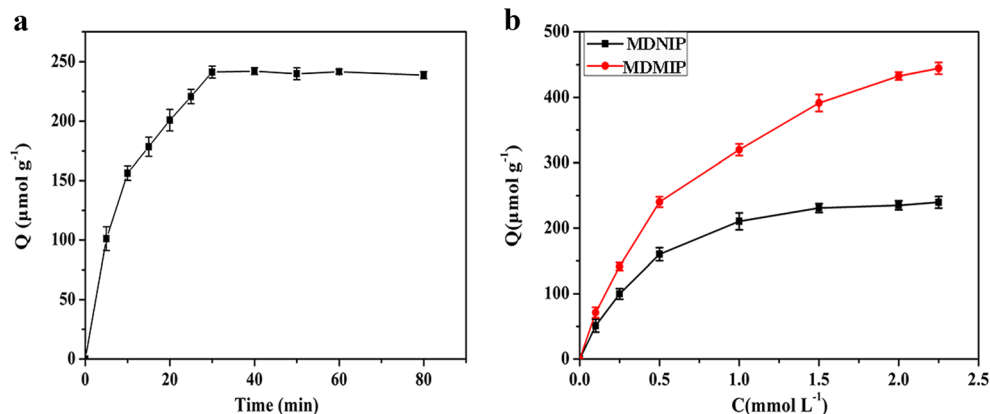 a
250
200
150
100
50
0
Q (µmol g⁻¹)
0 20 40 60 80
Time (min)
b
MDNIP
MDMIP
500
400
300
200
100
0
Q(µmol g⁻¹)
0.0 0.5 1.0 1.5 2.0 2.5
C(mmol L⁻¹)